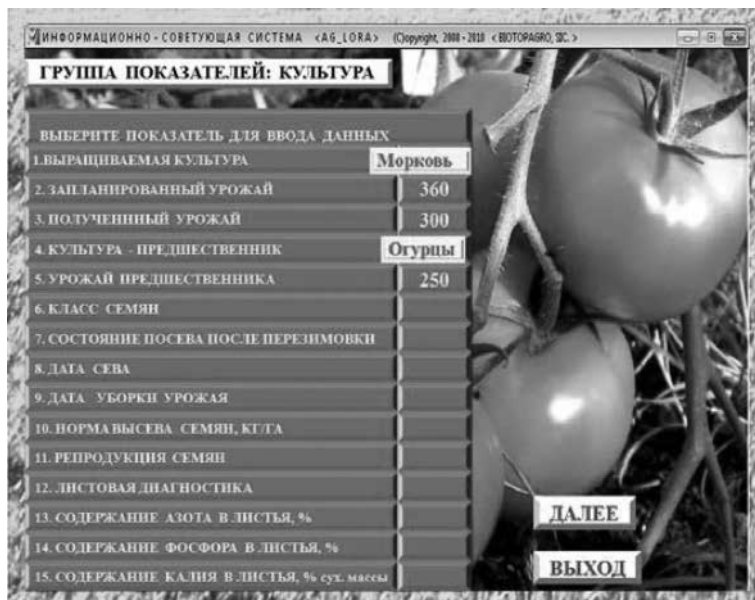 ИНФОРМАЦИОННО - СОВЕТУЮЩАЯ СИСТЕМА <AG_LORA> (C)opyright, 2008 - 2010 < BIOTOPAGRO, SIC. >
ГРУППА ПОКАЗАТЕЛЕЙ: КУЛЬТУРА
ВЫБЕРИТЕ ПОКАЗАТЕЛЬ ДЛЯ ВВОДА ДАННЫХ
1.ВЫРАЩИВАЕМАЯ КУЛЬТУРА Морковь
2. ЗАПЛАНИРОВАННЫЙ УРОЖАЙ 360
3. ПОЛУЧЕНННЫЙ УРОЖАЙ 300
4. КУЛЬТУРА - ПРЕДШЕСТВЕННИК Огурцы
5. УРОЖАЙ ПРЕДШЕСТВЕННИКА 250
6. КЛАСС СЕМЯН
7. СОСТОЯНИЕ ПОСЕВА ПОСЛЕ ПЕРЕЗИМОВКИ
8. ДАТА СЕВА
9. ДАТА УБОРКИ УРОЖАЯ
10. НОРМА ВЫСЕВА СЕМЯН, КГ/ГА
11. РЕПРОДУКЦИЯ СЕМЯН
12. ЛИСТОВАЯ ДИАГНОСТИКА
13. СОДЕРЖАНИЕ АЗОТА В ЛИСТЬЯ, %
14. СОДЕРЖАНИЕ ФОСФОРА В ЛИСТЬЯ, %
15. СОДЕРЖАНИЕ КАЛИЯ В ЛИСТЬЯ, % сух. массы
ДАЛЕЕ
ВЫХОД